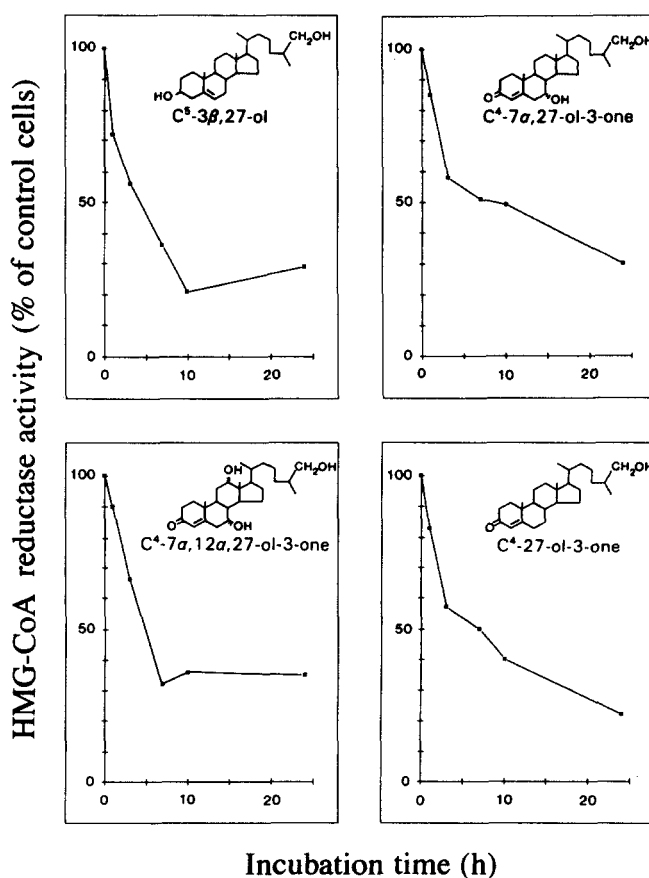 HMG-CoA reductase activity (% of control cells)
100
50
0
0 10 20
CH₂OH
HO
C⁵-3β,27-ol
100
50
0
0 10 20
CH₂OH
O
OH
C⁴-7α,27-ol-3-one
100
50
0
0 10 20
OH
CH₂OH
O
OH
C⁴-7α,12α,27-ol-3-one
100
50
0
0 10 20
CH₂OH
O
C⁴-27-ol-3-one
Incubation time (h)